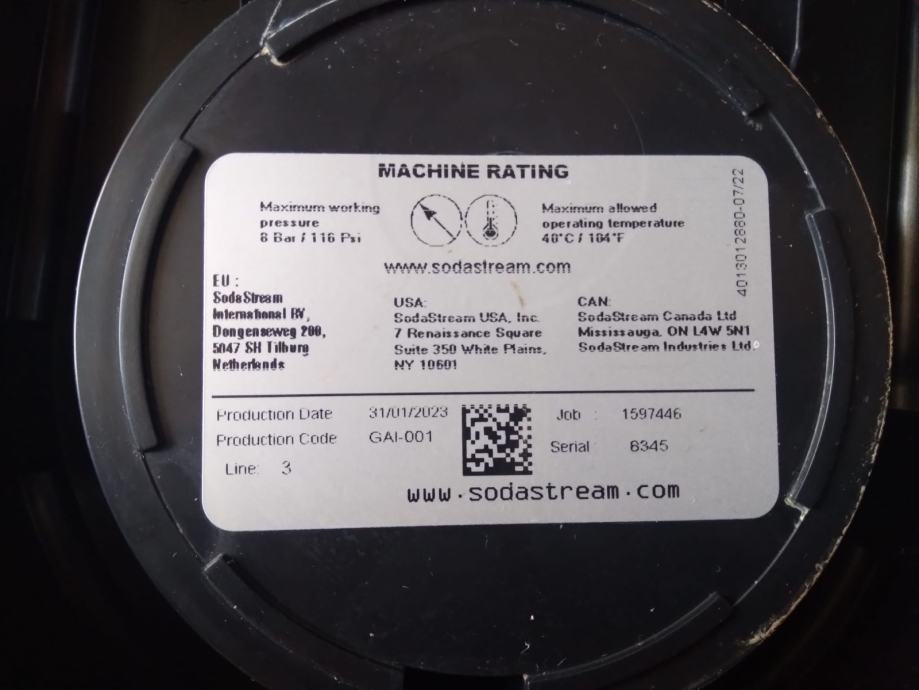 MACHINE RATING
Maximum working
pressure
8 Bar / 116 Psi
Maximum allowed
operating temperature
40°C / 104°F
4013012880-07/22
www.sodastream.com
EU :
SodaStream
International BV,
Dongenseweg 200,
5047 SH Tilburg
Netherlands
USA:
SodaStream USA, Inc.
7 Renaissance Square
Suite 350 White Plains,
NY 10601
CAN:
SodaStream Canada Ltd
Mississauga, ON L4W 5N1
SodaStream Industries Ltd.
Production Date 31/01/2023
Production Code GAI-001
Line: 3
Job : 1597446
Serial 8345
www.sodastream.com